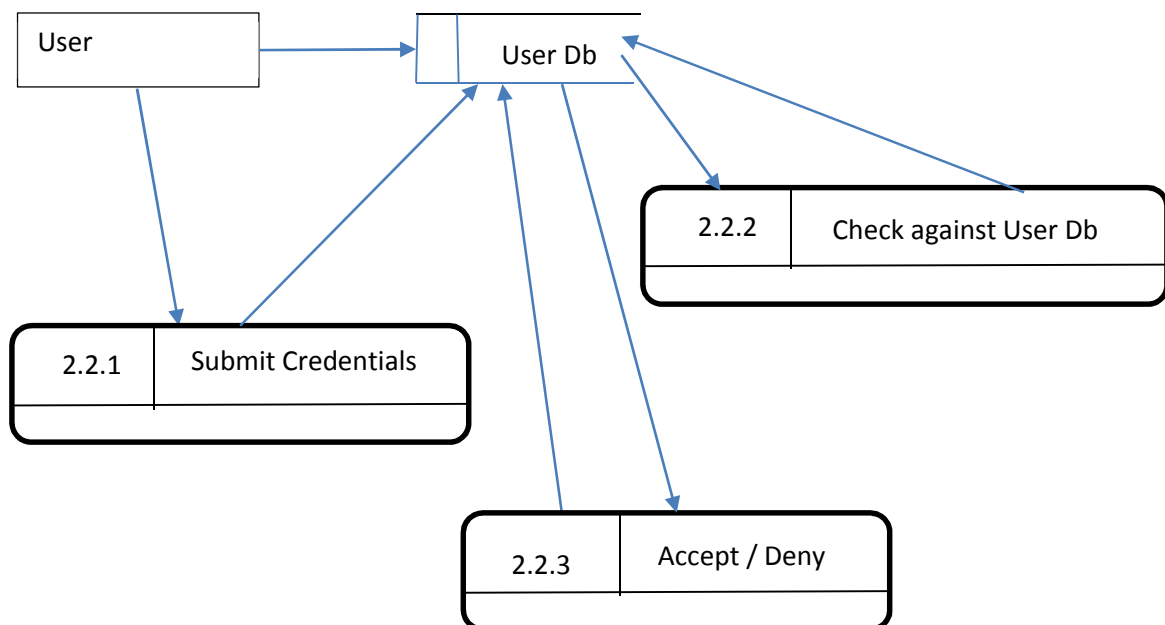 User
User Db
2.2.2
Check against User Db
2.2.1
Submit Credentials
2.2.3
Accept / Deny